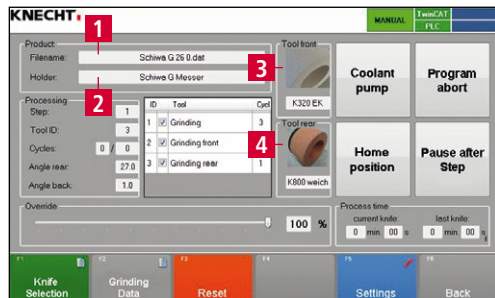 KNECHT
MANUAL
TwinCAT
PLC
Product
Filename:
Schiwa G 26 0.dat
Holder:
Schiwa G Messer
1
2
Tool front
K320 EK
3
Tool rear
K800 weich
4
Coolant pump
Program abort
Home position
Pause after Step
Processing
Step: 1
Tool ID: 3
Cycles: 0 / 0
Angle rear: 27.0
Angle back: 1.0
ID Tool Cycl
1 Grinding 3
2 Grinding front
3 Grinding rear 1
Override
100 %
Process time
current knife: last knife:
0 min 00 s 0 min 00 s
F1 F2 F3 F4 F5 F6
Knife Selection
Grinding Data
Reset
Settings
Back